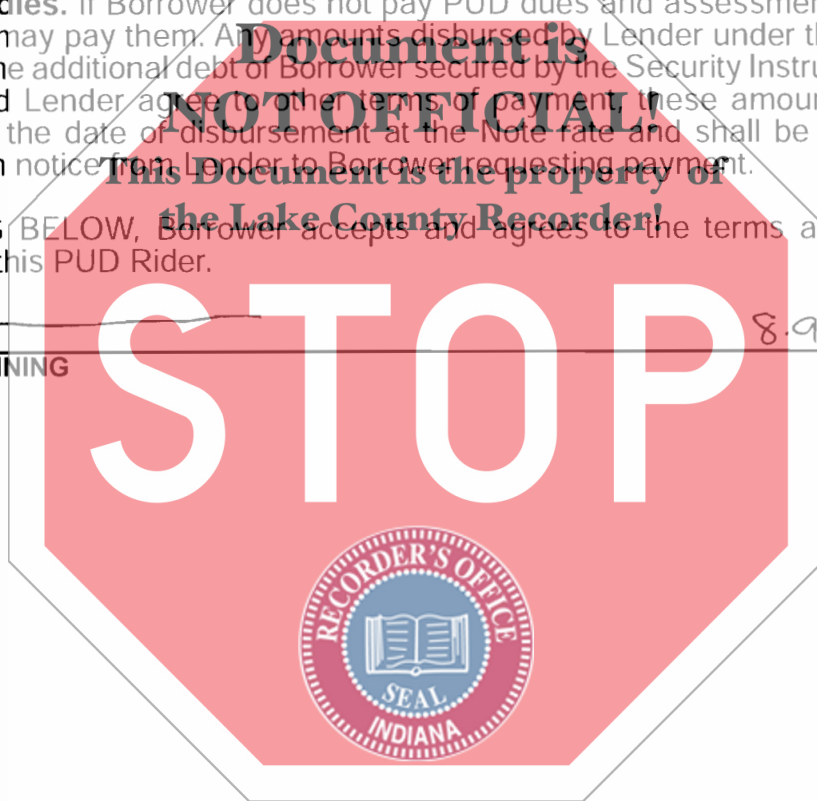 dies. If Borrower does not pay PUD dues and assessmen
may pay them. Any amounts disbursed by Lender under th
e additional debt of Borrower secured by the Security Instru
d Lender agree to other terms of payment, these amour
the date of disbursement at the Note rate and shall be
n notice from Lender to Borrower requesting payment.
BELOW, Borrower accepts and agrees to the terms a
this PUD Rider.
8.9
NING
Document is
NOT OFFICIAL!
This Document is the property of
the Lake County Recorder!
STOP
RECORDER'S OFFICE
SEAL
INDIANA